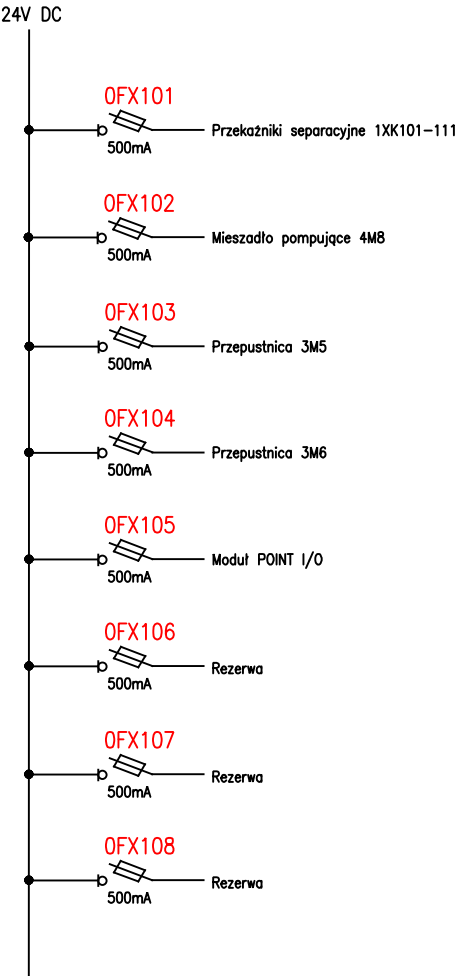 24V DC
0FX101
Przekaźniki separacyjne 1XK101-111
500mA
0FX102
Mieszadło pompujące 4M8
500mA
0FX103
Przepustnica 3M5
500mA
0FX104
Przepustnica 3M6
500mA
0FX105
Moduł POINT I/O
500mA
0FX106
Rezerwa
500mA
0FX107
Rezerwa
500mA
0FX108
Rezerwa
500mA